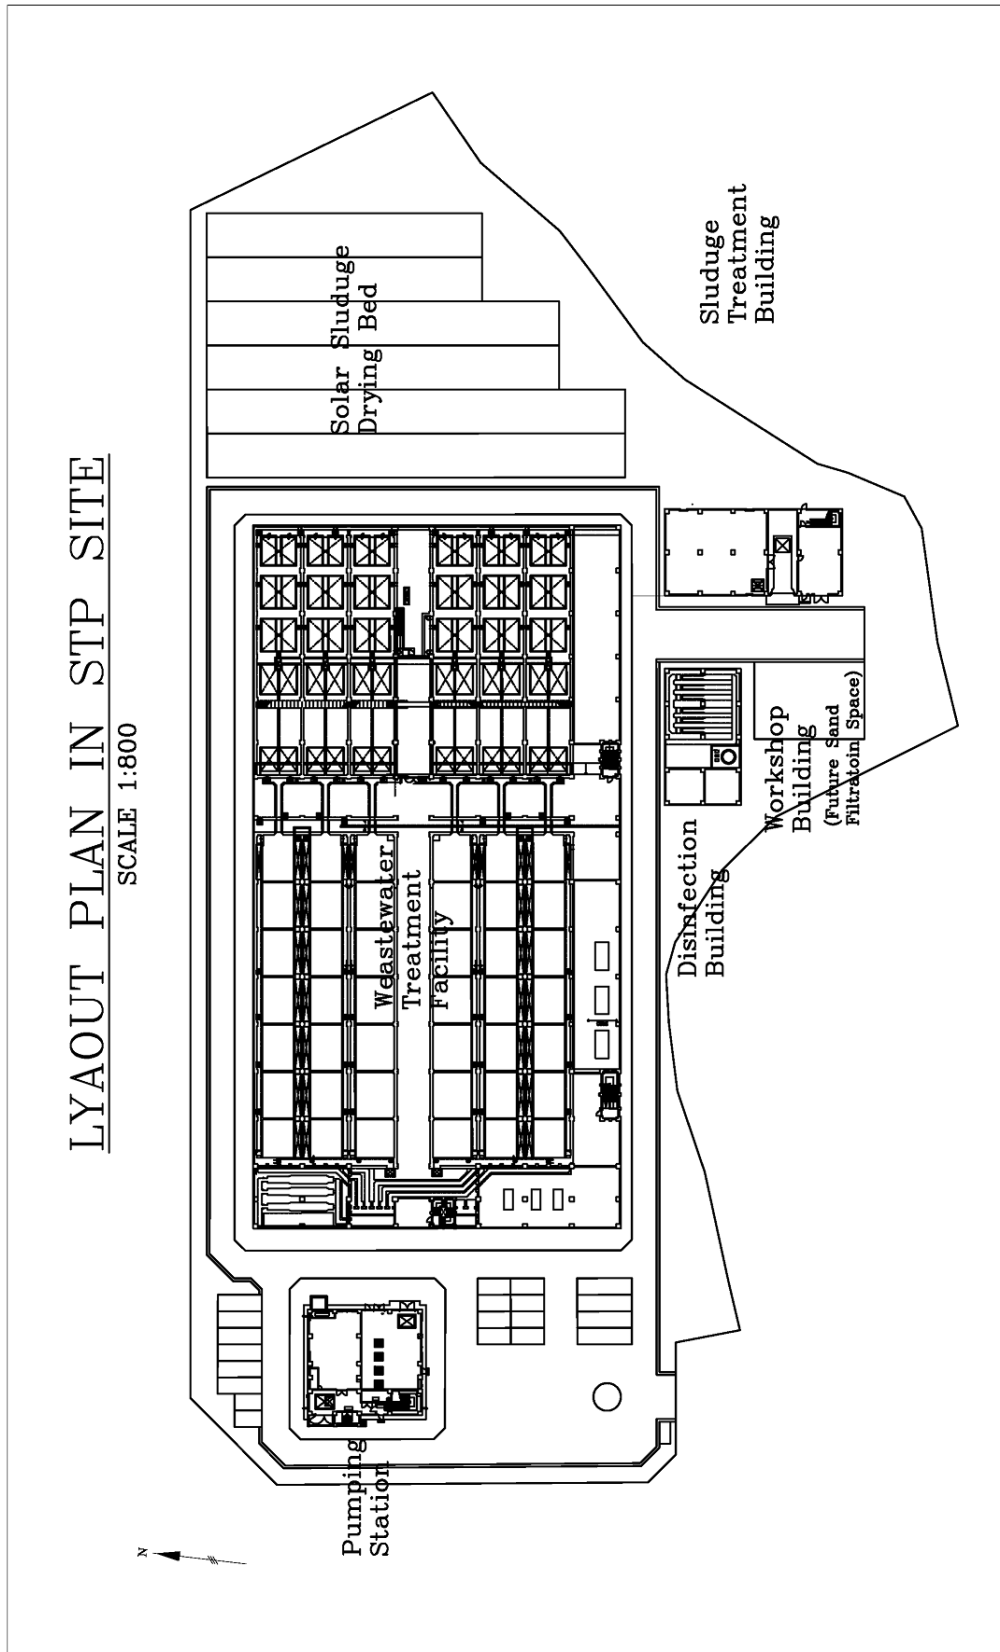 LYAOUT PLAN IN STP SITE
SCALE 1:800
N
Pumping
Station
Weastewater
Treatment
Facility
Solar Sluduge
Drying Bed
Disinfection
Building
Workshop
Building
(Future Sand
Filtratoin Space)
Sluduge
Treatment
Building